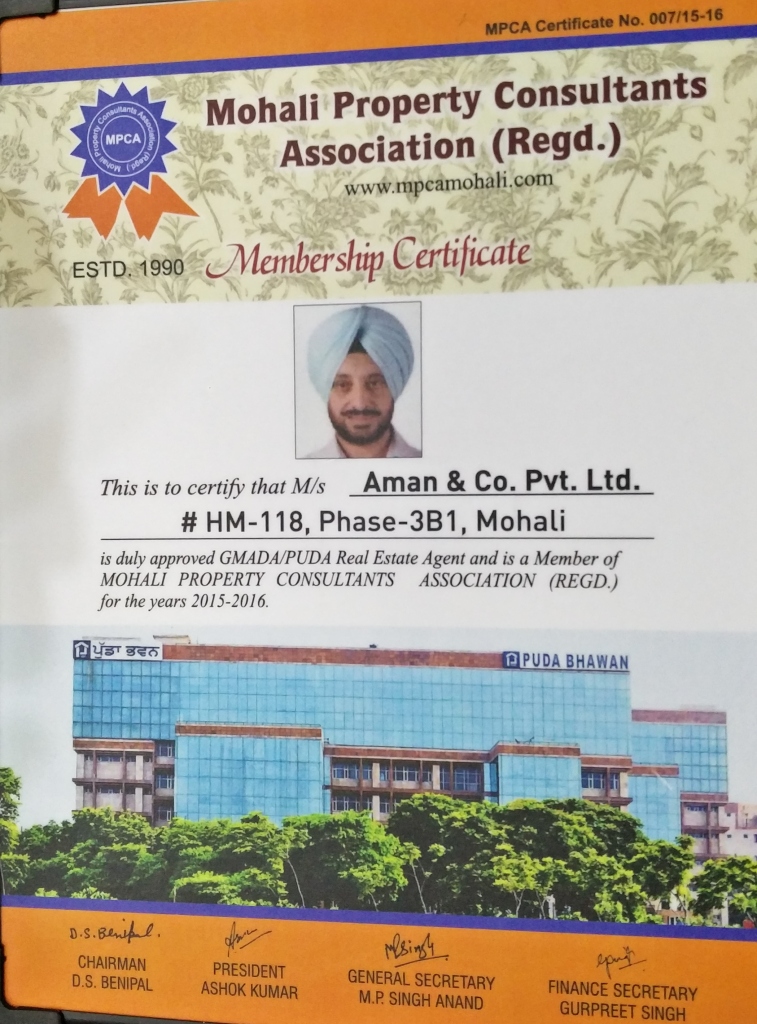 MPCA Certificate No. 007/15-16
Mohali Property Consultants
Association (Regd.)
www.mpcamohali.com
Mohali Property Consultants Association (Regd.)
MPCA
ESTD. 1990
Membership Certificate
This is to certify that M/s Aman & Co. Pvt. Ltd.
# HM-118, Phase-3B1, Mohali
is duly approved GMADA/PUDA Real Estate Agent and is a Member of
MOHALI PROPERTY CONSULTANTS ASSOCIATION (REGD.)
for the years 2015-2016.
ਪੁੱਡਾ ਭਵਨ
PUDA BHAWAN
D.S. Benipal.
CHAIRMAN
D.S. BENIPAL
PRESIDENT
ASHOK KUMAR
MPSingh
GENERAL SECRETARY
M.P. SINGH ANAND
FINANCE SECRETARY
GURPREET SINGH